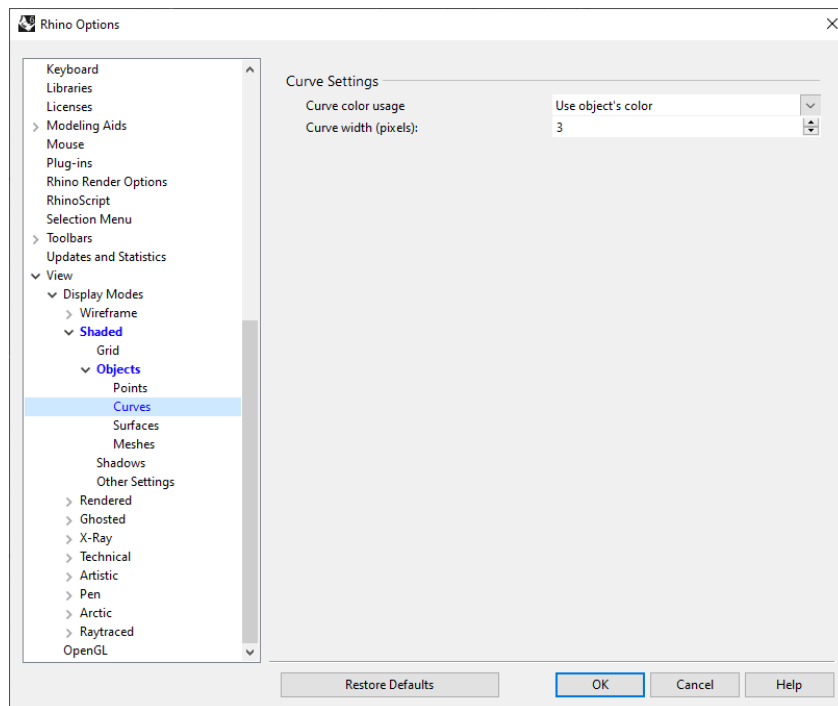 Rhino Options
Keyboard
Libraries
Licenses
Modeling Aids
Mouse
Plug-ins
Rhino Render Options
RhinoScript
Selection Menu
Toolbars
Updates and Statistics
View
Display Modes
Wireframe
Shaded
Grid
Objects
Points
Curves
Surfaces
Meshes
Shadows
Other Settings
Rendered
Ghosted
X-Ray
Technical
Artistic
Pen
Arctic
Raytraced
OpenGL
Curve Settings
Curve color usage Use object's color
Curve width (pixels): 3
Restore Defaults OK Cancel Help